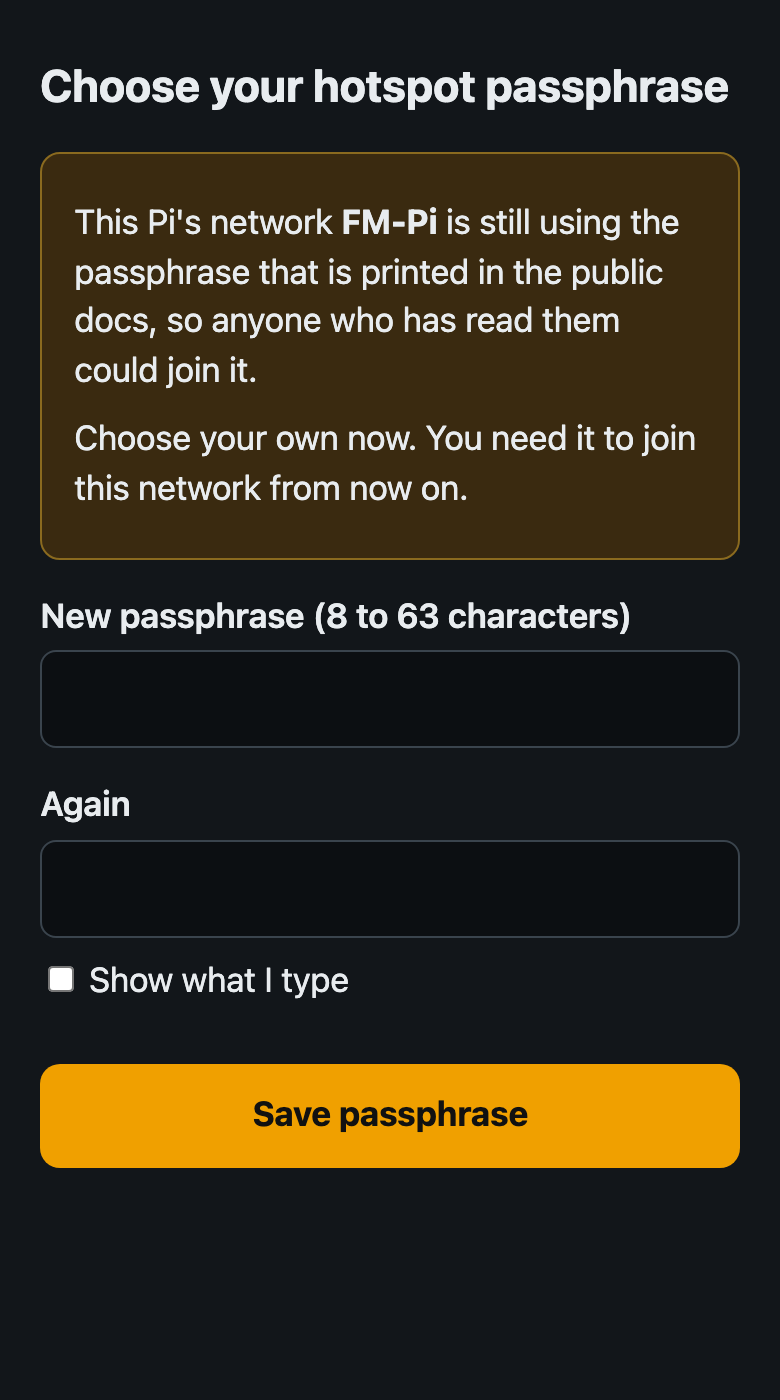 Choose your hotspot passphrase
This Pi's network FM-Pi is still using the
passphrase that is printed in the public
docs, so anyone who has read them
could join it.
Choose your own now. You need it to join
this network from now on.
New passphrase (8 to 63 characters)
Again
Show what I type
Save passphrase